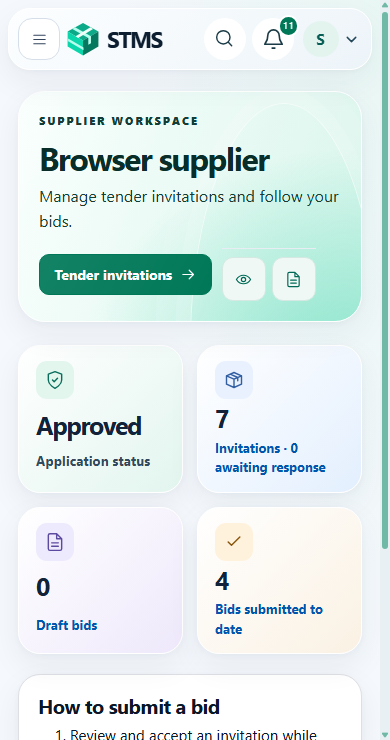 STMS
11
S
SUPPLIER WORKSPACE
Browser supplier
Manage tender invitations and follow your
bids.
Tender invitations →
Approved
Application status
7
Invitations · 0
awaiting response
0
Draft bids
4
Bids submitted to
date
How to submit a bid
1. Review and accept an invitation while